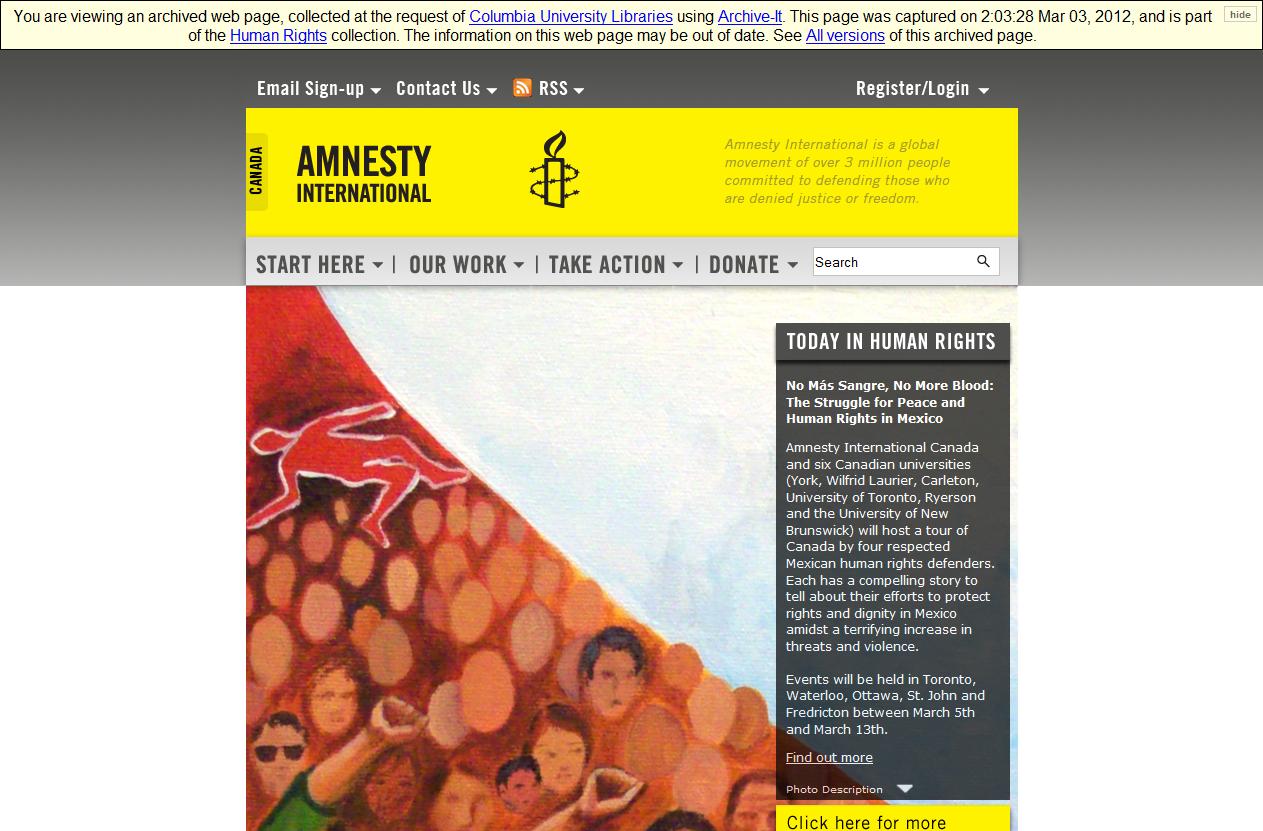 You are viewing an archived web page, collected at the request of Columbia University Libraries using Archive-It. This page was captured on 2:03:28 Mar 03, 2012, and is part
of the Human Rights collection. The information on this web page may be out of date. See All versions of this archived page.
hide
Email Sign-up Contact Us RSS Register/Login
CANADA
AMNESTY
INTERNATIONAL
Amnesty International is a global
movement of over 3 million people
committed to defending those who
are denied justice or freedom.
START HERE | OUR WORK | TAKE ACTION | DONATE Search
TODAY IN HUMAN RIGHTS
No Más Sangre, No More Blood:
The Struggle for Peace and
Human Rights in Mexico
Amnesty International Canada
and six Canadian universities
(York, Wilfrid Laurier, Carleton,
University of Toronto, Ryerson
and the University of New
Brunswick) will host a tour of
Canada by four respected
Mexican human rights defenders.
Each has a compelling story to
tell about their efforts to protect
rights and dignity in Mexico
amidst a terrifying increase in
threats and violence.
Events will be held in Toronto,
Waterloo, Ottawa, St. John and
Fredricton between March 5th
and March 13th.
Find out more
Photo Description
Click here for more